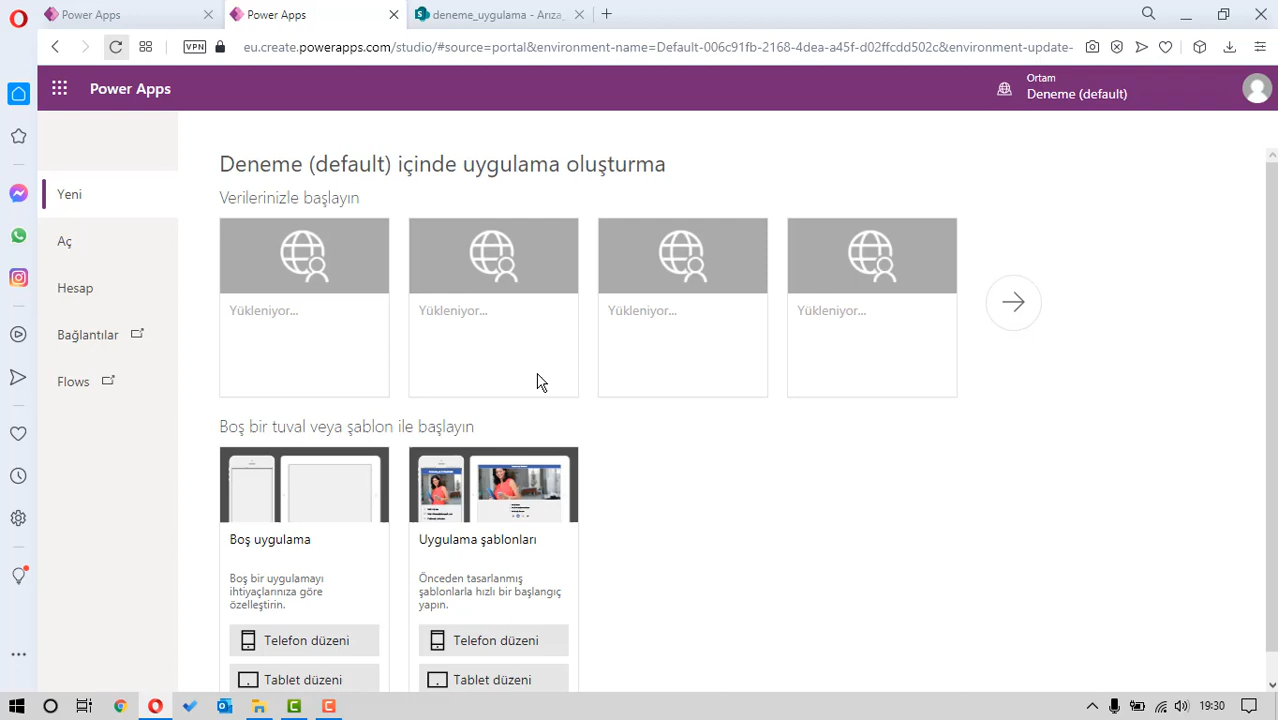 Power Apps
Power Apps
deneme_uygulama - Arıza_
VPN
eu.create.powerapps.com/studio/#source=portal&environment-name=Default-006c91fb-2168-4dea-a45f-d02ffcdd502c&environment-update-
Power Apps
Ortam
Deneme (default)
Yeni
Aç
Hesap
Bağlantılar
Flows
Deneme (default) içinde uygulama oluşturma
Verilerinizle başlayın
Yükleniyor...
Yükleniyor...
Yükleniyor...
Yükleniyor...
Boş bir tuval veya şablon ile başlayın
Boş uygulama
Boş bir uygulamayı
ihtiyaçlarınıza göre
özelleştirin.
Telefon düzeni
Tablet düzeni
Uygulama şablonları
Önceden tasarlanmış
şablonlarla hızlı bir başlangıç
yapın.
Telefon düzeni
Tablet düzeni
19:30